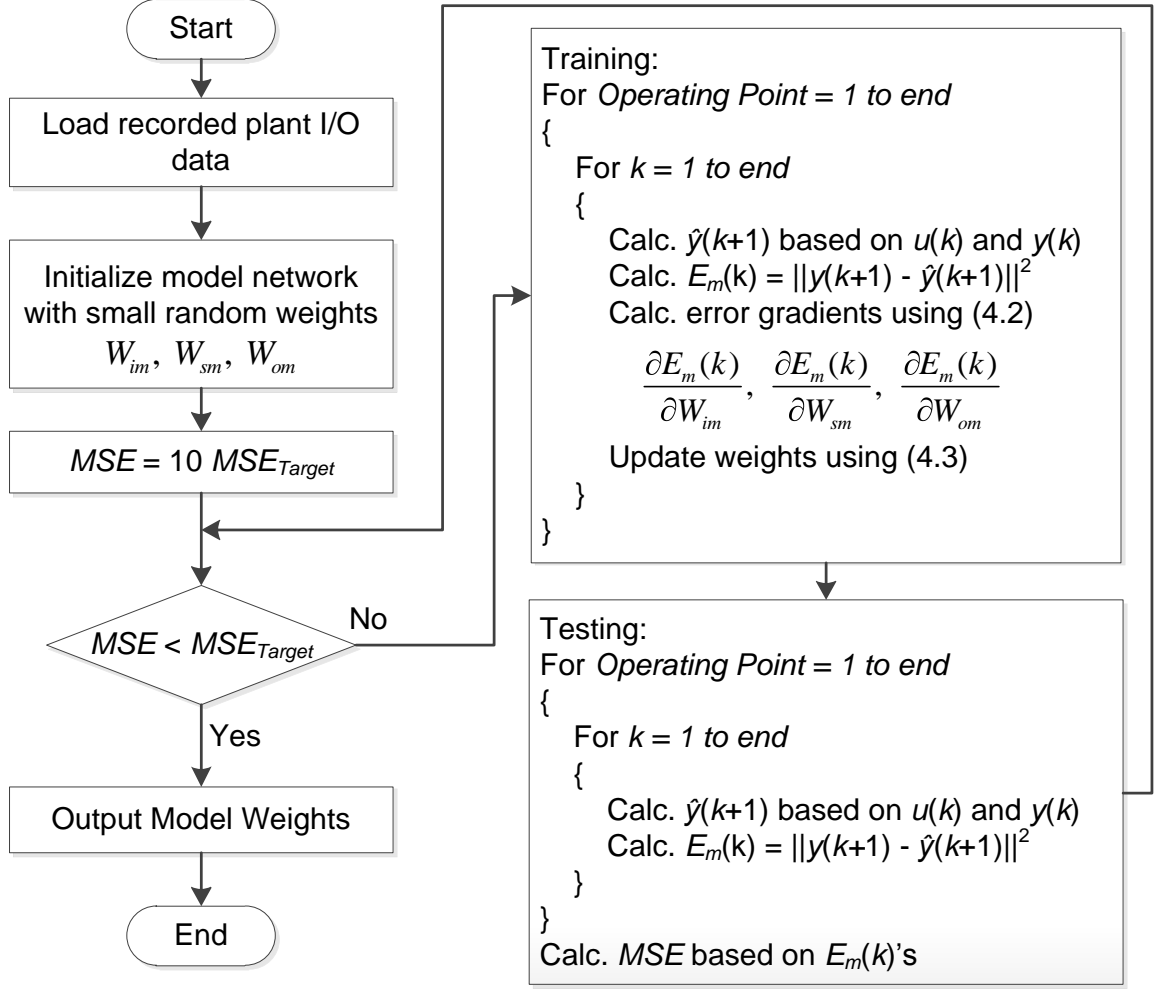 Start
Load recorded plant I/O
data
Initialize model network
with small random weights
W_im, W_sm, W_om
MSE = 10 MSE_Target
MSE < MSE_Target
No
Yes
Output Model Weights
End
Training:
For Operating Point = 1 to end
{
For k = 1 to end
{
Calc. ŷ(k+1) based on u(k) and y(k)
Calc. E_m(k) = ||y(k+1) - ŷ(k+1)||²
Calc. error gradients using (4.2)
∂E_m(k)/∂W_im, ∂E_m(k)/∂W_sm, ∂E_m(k)/∂W_om
Update weights using (4.3)
}
}
Testing:
For Operating Point = 1 to end
{
For k = 1 to end
{
Calc. ŷ(k+1) based on u(k) and y(k)
Calc. E_m(k) = ||y(k+1) - ŷ(k+1)||²
}
}
Calc. MSE based on E_m(k)'s